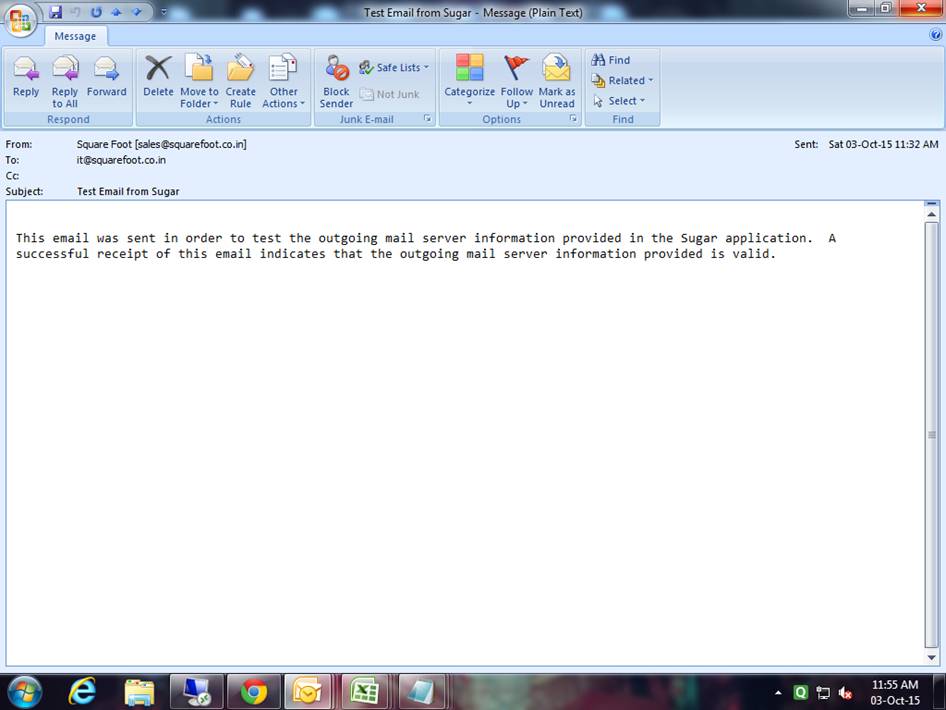 Test Email from Sugar - Message (Plain Text)
Message
Reply
Reply to All
Forward
Respond
Delete
Move to Folder
Create Rule
Other Actions
Actions
Block Sender
Safe Lists
Not Junk
Junk E-mail
Categorize
Follow Up
Mark as Unread
Options
Find
Related
Select
Find
From: Square Foot [sales@squarefoot.co.in] Sent: Sat 03-Oct-15 11:32 AM
To: it@squarefoot.co.in
Cc:
Subject: Test Email from Sugar
This email was sent in order to test the outgoing mail server information provided in the Sugar application.  A
successful receipt of this email indicates that the outgoing mail server information provided is valid.
11:55 AM
03-Oct-15